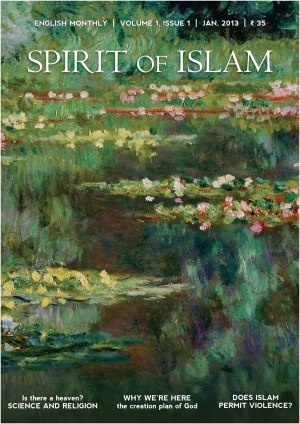 ENGLISH MONTHLY | VOLUME 1, ISSUE 1 | JAN. 2013 | ₹ 35
SPIRIT OF ISLAM
Is there a heaven?
SCIENCE AND RELIGION
WHY WE'RE HERE
the creation plan of God
DOES ISLAM
PERMIT VIOLENCE?